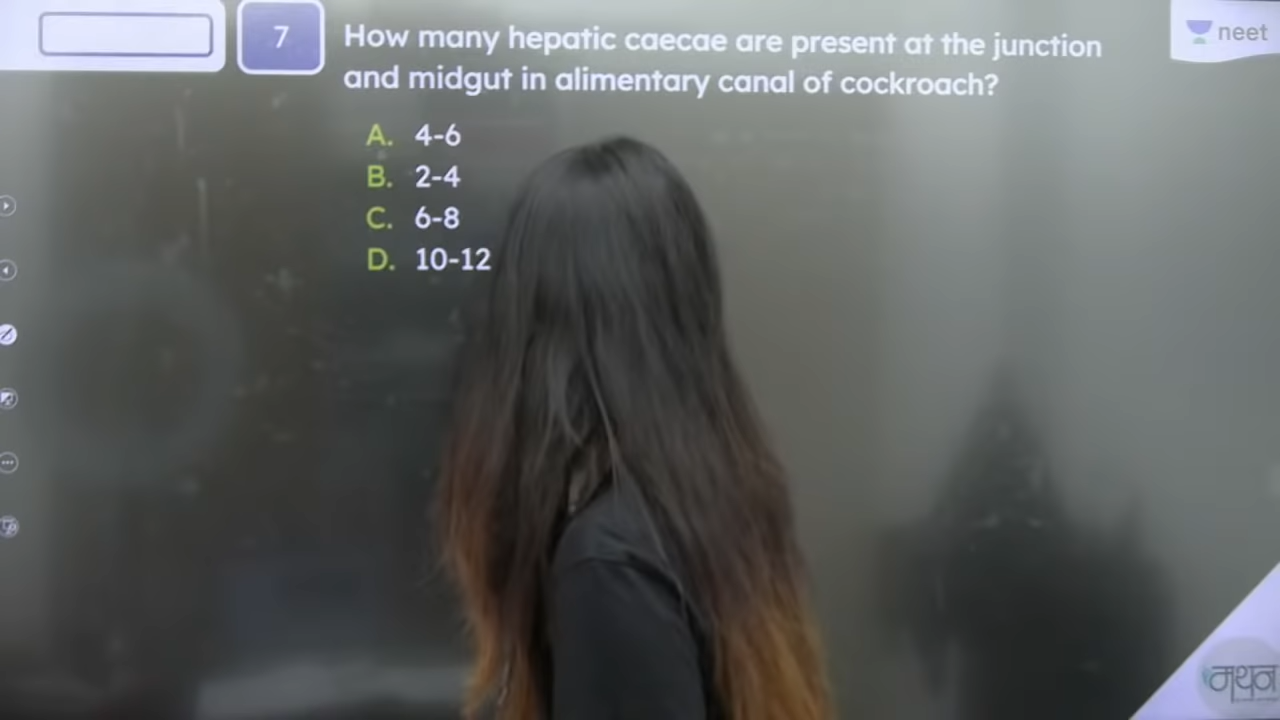 7
How many hepatic caecae are present at the junction
and midgut in alimentary canal of cockroach?
A. 4-6
B. 2-4
C. 6-8
D. 10-12
neet
मंथन